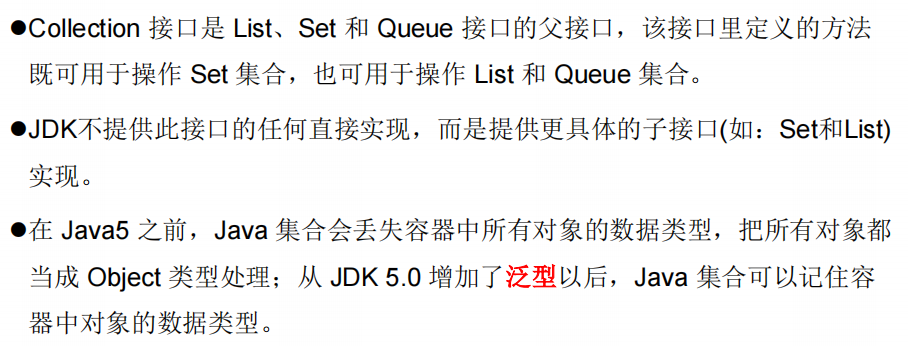 ●Collection 接口是 List、Set 和 Queue 接口的父接口，该接口里定义的方法
既可用于操作 Set 集合，也可用于操作 List 和 Queue 集合。
●JDK不提供此接口的任何直接实现，而是提供更具体的子接口(如：Set和List)
实现。
●在 Java5 之前，Java 集合会丢失容器中所有对象的数据类型，把所有对象都
当成 Object 类型处理；从 JDK 5.0 增加了泛型以后，Java 集合可以记住容
器中对象的数据类型。